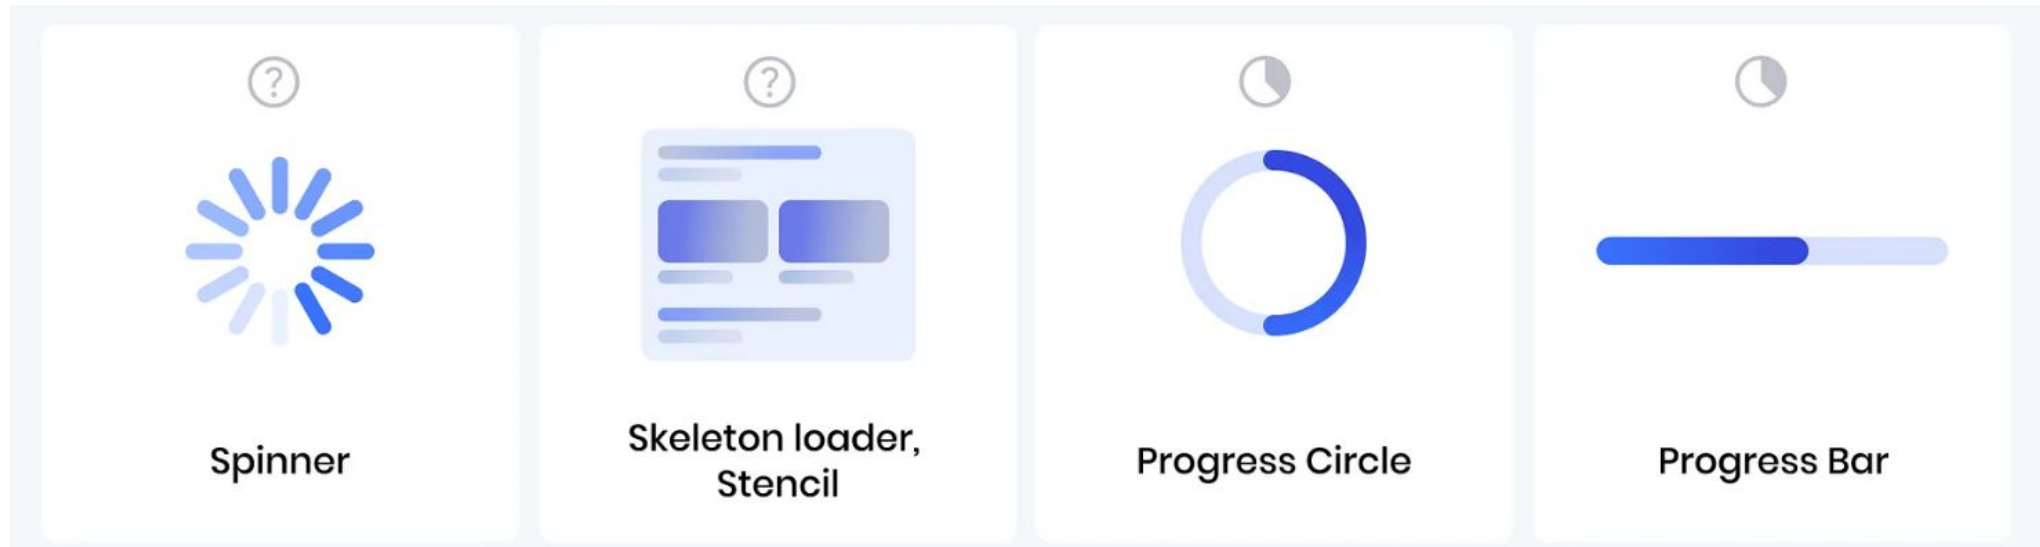 ?
?
Spinner
Skeleton loader,
Stencil
Progress Circle
Progress Bar